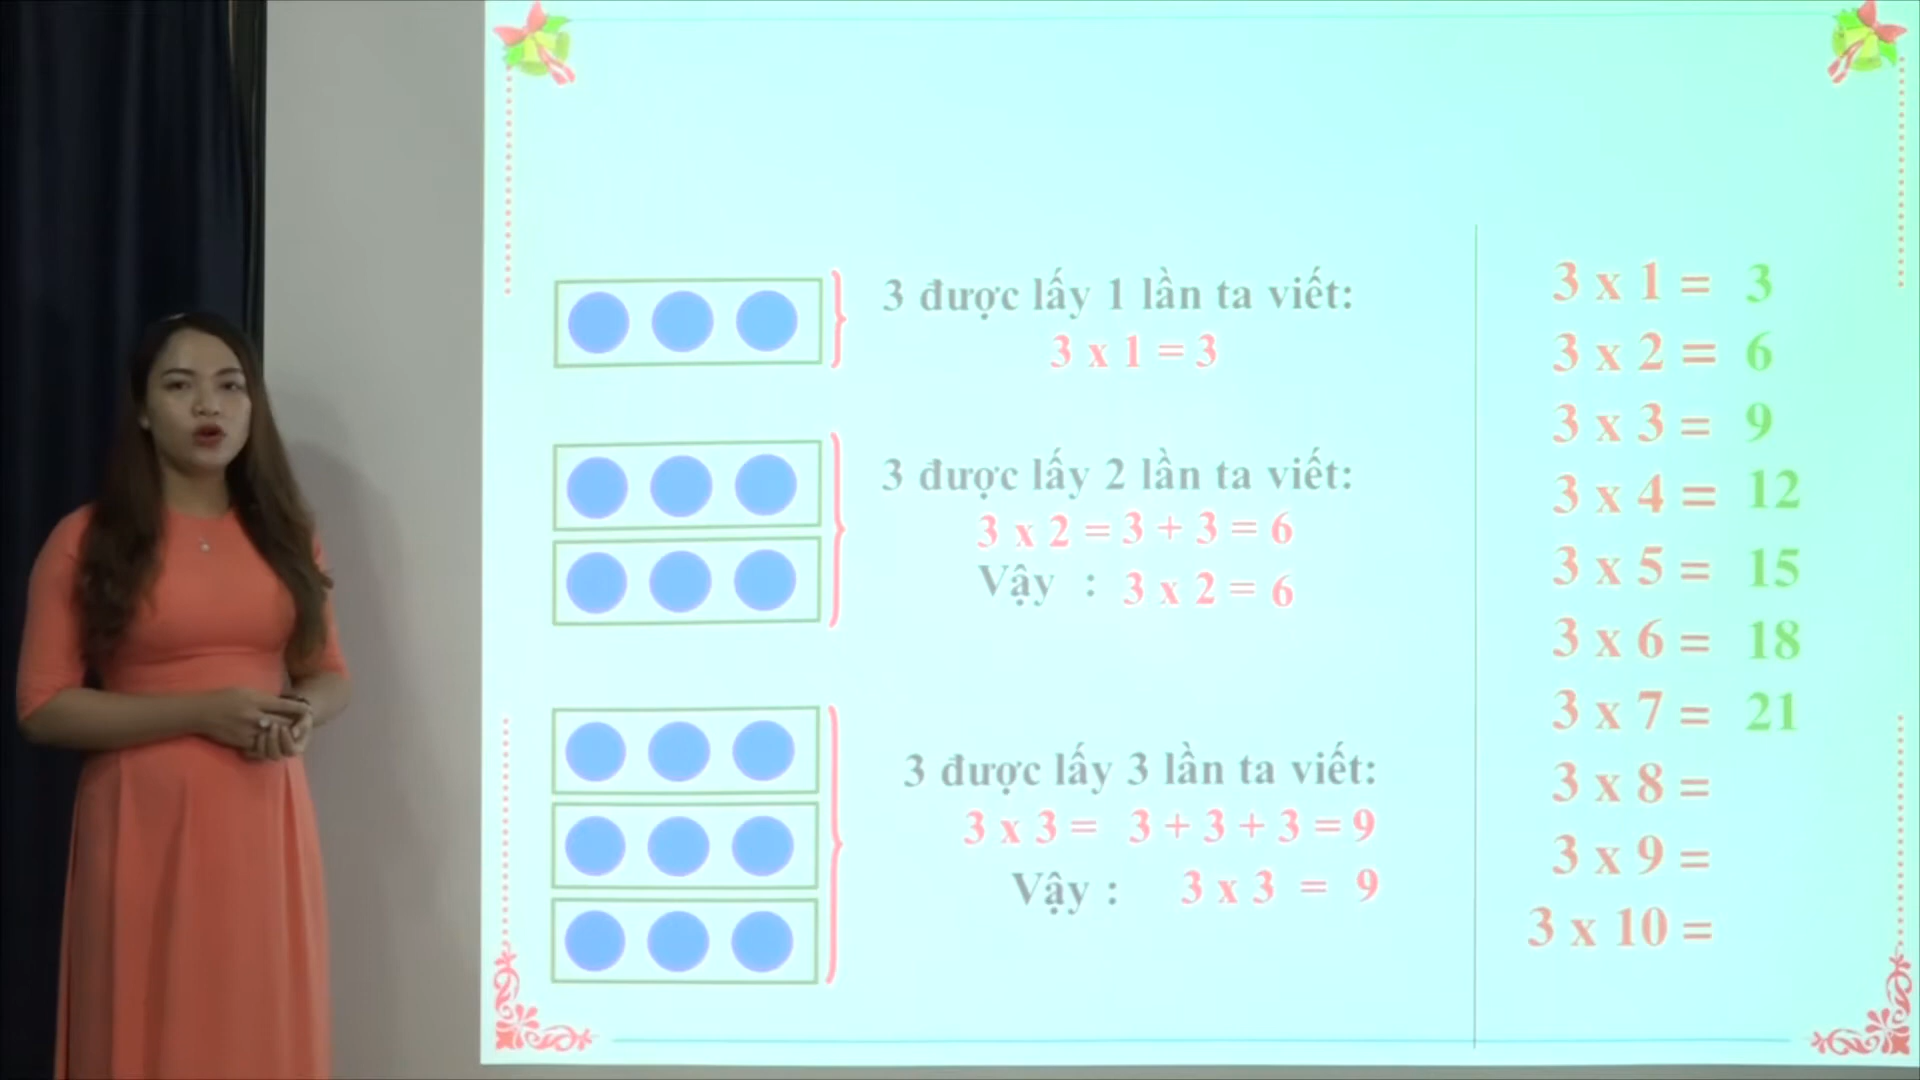 3 được lấy 1 lần ta viết:
3 x 1 = 3
3 được lấy 2 lần ta viết:
3 x 2 = 3 + 3 = 6
Vậy : 3 x 2 = 6
3 được lấy 3 lần ta viết:
3 x 3 = 3 + 3 + 3 = 9
Vậy : 3 x 3 = 9
3 x 1 = 3
3 x 2 = 6
3 x 3 = 9
3 x 4 = 12
3 x 5 = 15
3 x 6 = 18
3 x 7 = 21
3 x 8 =
3 x 9 =
3 x 10 =